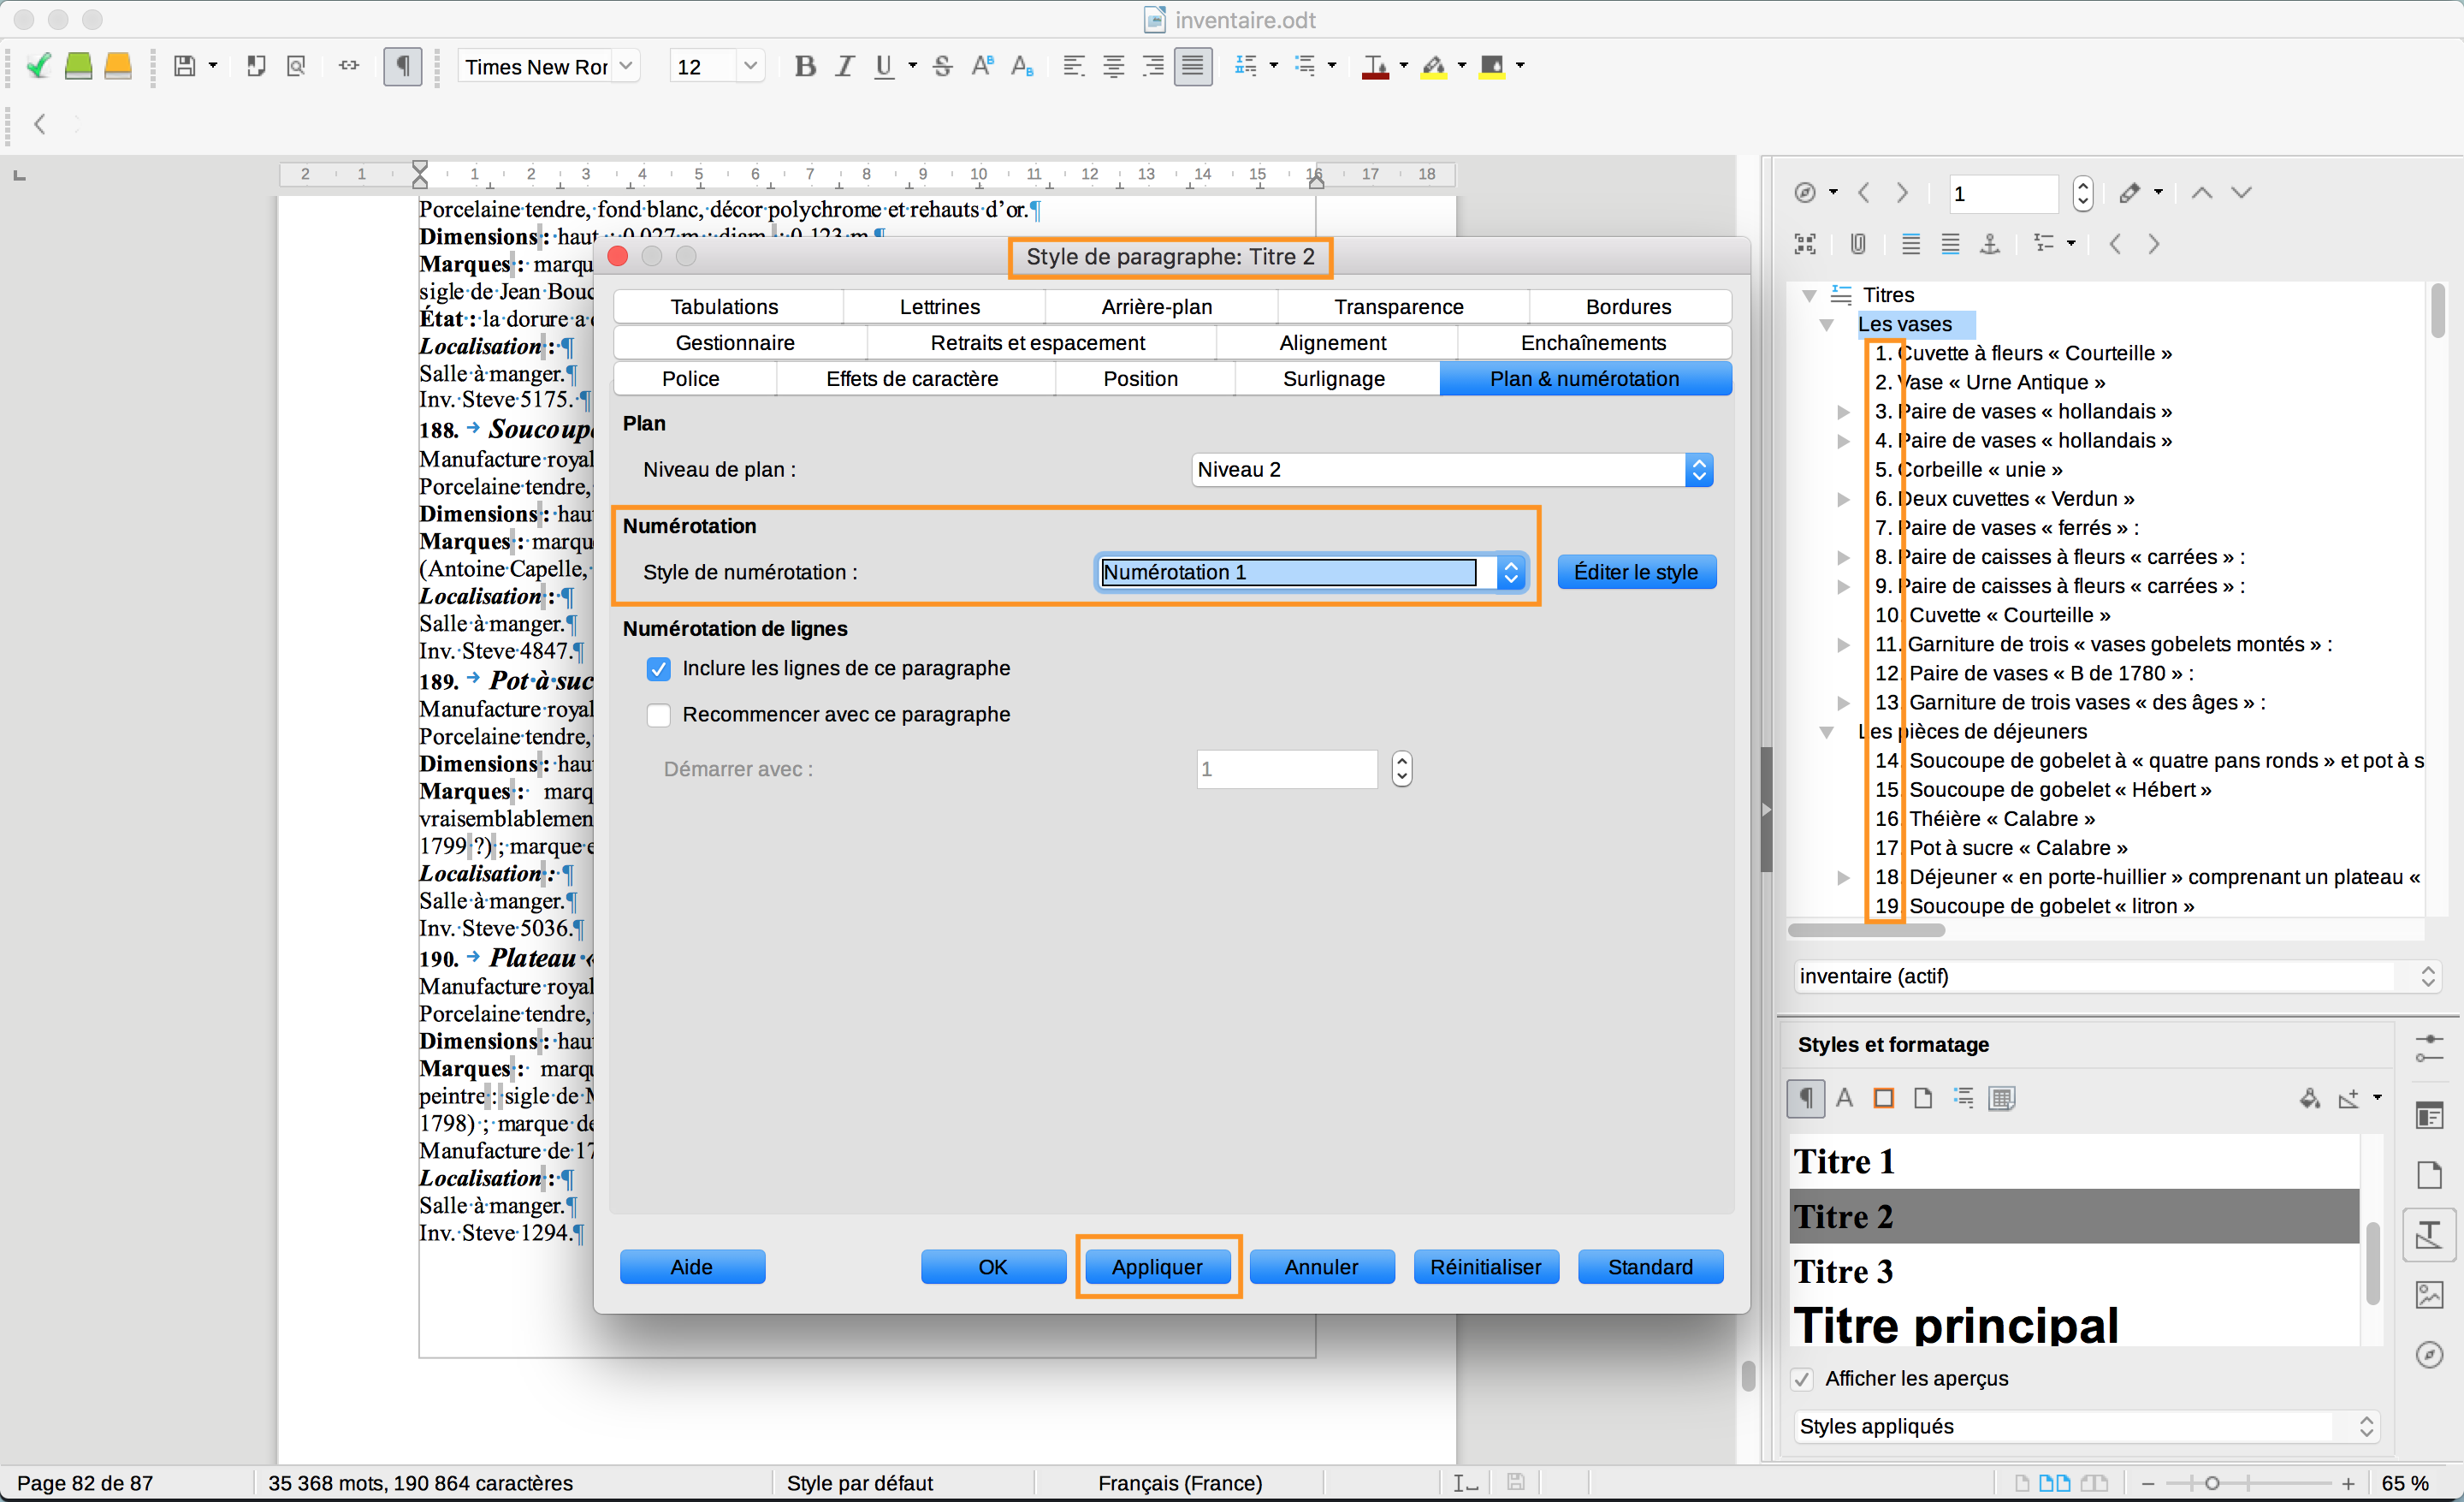 inventaire.odt
Times New Ror
12
2 1 1 2 3 4 5 6 7 8 9 10 11 12 13 14 15 16 17 18
Porcelaine tendre, fond blanc, décor polychrome et rehauts d’or.¶
Dimensions : haut. : 0,027 m ; diam. : 0,123 m.¶
Marques : marqu
sigle de Jean Bouc
État : la dorure a
Localisation : ¶
Salle à manger.¶
Inv. Steve 5175. ¶
188. → Soucoup
Manufacture royal
Porcelaine tendre,
Dimensions : hau
Marques : marqu
(Antoine Capelle,
Localisation : ¶
Salle à manger.¶
Inv. Steve 4847.¶
189. → Pot à suc
Manufacture royal
Porcelaine tendre,
Dimensions : hau
Marques : marq
vraisemblablemen
1799 ?) ; marque e
Localisation : ¶
Salle à manger.¶
Inv. Steve 5036.¶
190. → Plateau «
Manufacture royal
Porcelaine tendre,
Dimensions : hau
Marques : marqu
peintre : sigle de M
1798) ; marque de
Manufacture de 17
Localisation : ¶
Salle à manger.¶
Inv. Steve 1294.¶
Style de paragraphe: Titre 2
Tabulations Lettrines Arrière-plan Transparence Bordures
Gestionnaire Retraits et espacement Alignement Enchaînements
Police Effets de caractère Position Surlignage Plan & numérotation
Plan
Niveau de plan : Niveau 2
Numérotation
Style de numérotation : Numérotation 1 Éditer le style
Numérotation de lignes
Inclure les lignes de ce paragraphe
Recommencer avec ce paragraphe
Démarrer avec : 1
Aide OK Appliquer Annuler Réinitialiser Standard
1
Titres
Les vases
1. Cuvette à fleurs « Courteille »
2. Vase « Urne Antique »
3. Paire de vases « hollandais »
4. Paire de vases « hollandais »
5. Corbeille « unie »
6. Deux cuvettes « Verdun »
7. Paire de vases « ferrés » :
8. Paire de caisses à fleurs « carrées » :
9. Paire de caisses à fleurs « carrées » :
10. Cuvette « Courteille »
11. Garniture de trois « vases gobelets montés » :
12. Paire de vases « B de 1780 » :
13. Garniture de trois vases « des âges » :
Les pièces de déjeuners
14. Soucoupe de gobelet à « quatre pans ronds » et pot à s
15. Soucoupe de gobelet « Hébert »
16. Théière « Calabre »
17. Pot à sucre « Calabre »
18. Déjeuner « en porte-huillier » comprenant un plateau «
19. Soucoupe de gobelet « litron »
inventaire (actif)
Styles et formatage
Titre 1
Titre 2
Titre 3
Titre principal
Afficher les aperçus
Styles appliqués
Page 82 de 87 35 368 mots, 190 864 caractères Style par défaut Français (France) 65 %